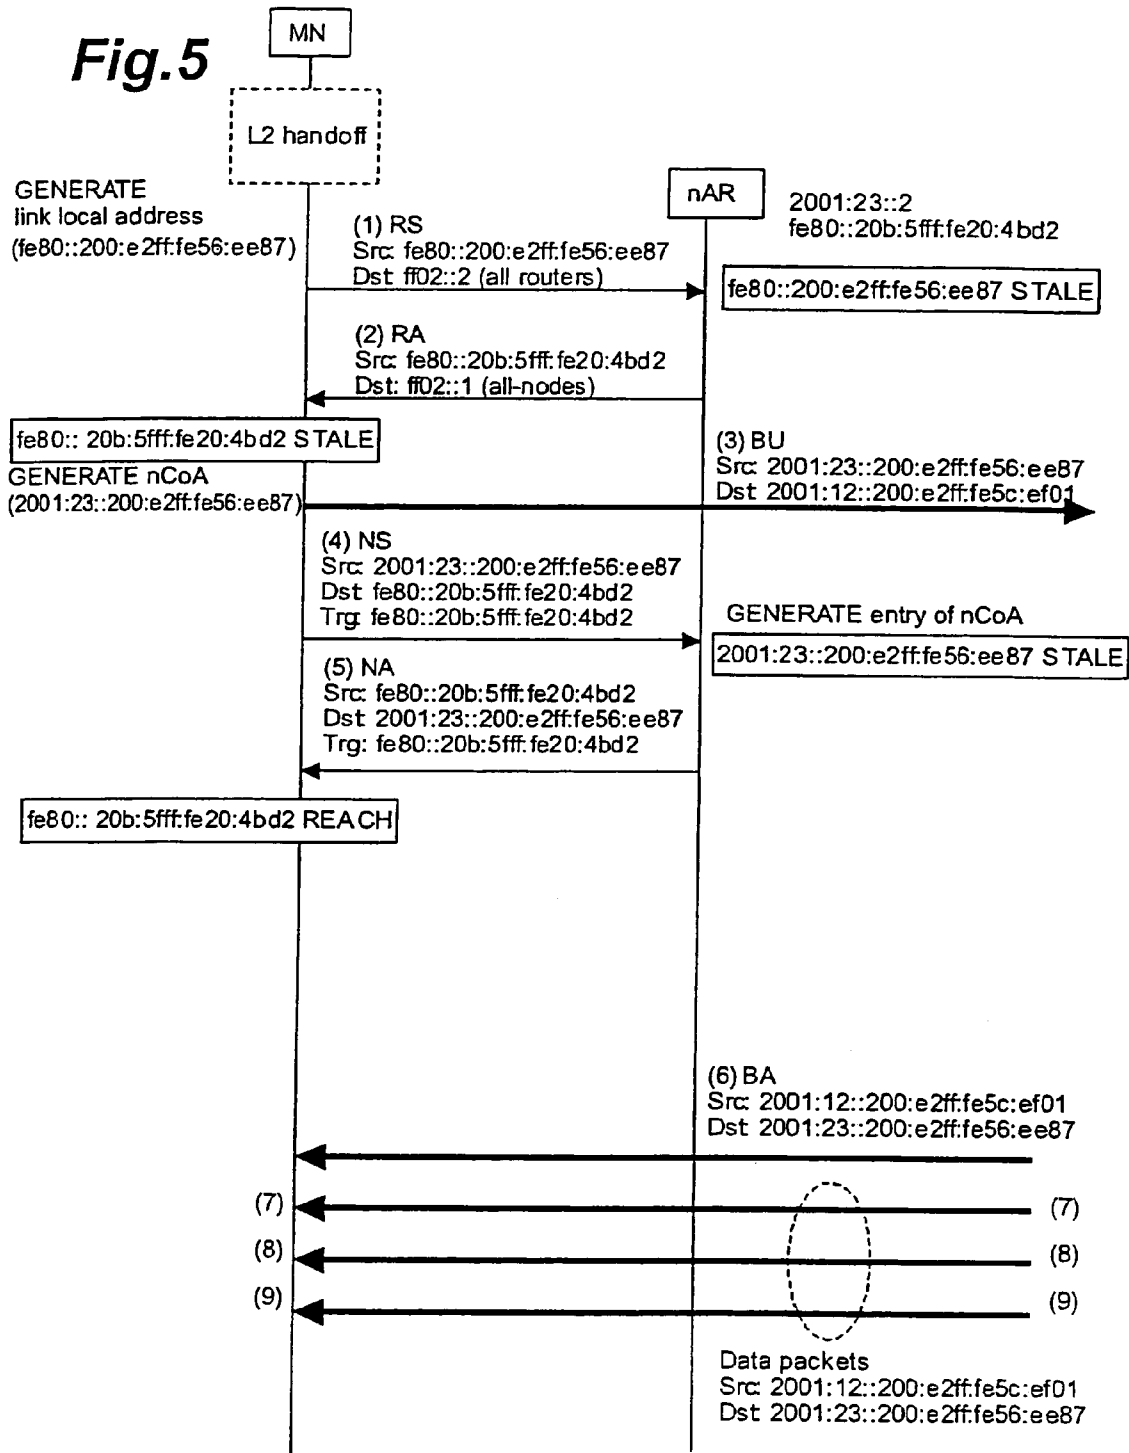 Fig.5
MN
L2 handoff
GENERATE
link local address
(fe80::200:e2ff:fe56:ee87)
nAR
2001:23::2
fe80::20b:5fff:fe20:4bd2
(1) RS
Src: fe80::200:e2ff:fe56:ee87
Dst: ff02::2 (all routers)
fe80::200:e2ff:fe56:ee87 STALE
(2) RA
Src: fe80::20b:5fff:fe20:4bd2
Dst: ff02::1 (all-nodes)
fe80:: 20b:5fff:fe20:4bd2 STALE
GENERATE nCoA
(2001:23::200:e2ff:fe56:ee87)
(3) BU
Src: 2001:23::200:e2ff:fe56:ee87
Dst: 2001:12::200:e2ff:fe5c:ef01
(4) NS
Src: 2001:23::200:e2ff:fe56:ee87
Dst: fe80::20b:5fff:fe20:4bd2
Trg: fe80::20b:5fff:fe20:4bd2
GENERATE entry of nCoA
2001:23::200:e2ff:fe56:ee87 STALE
(5) NA
Src: fe80::20b:5fff:fe20:4bd2
Dst: 2001:23::200:e2ff:fe56:ee87
Trg: fe80::20b:5fff:fe20:4bd2
fe80:: 20b:5fff:fe20:4bd2 REACH
(6) BA
Src: 2001:12::200:e2ff:fe5c:ef01
Dst: 2001:23::200:e2ff:fe56:ee87
(7)
(7)
(8)
(8)
(9)
(9)
Data packets
Src: 2001:12::200:e2ff:fe5c:ef01
Dst: 2001:23::200:e2ff:fe56:ee87